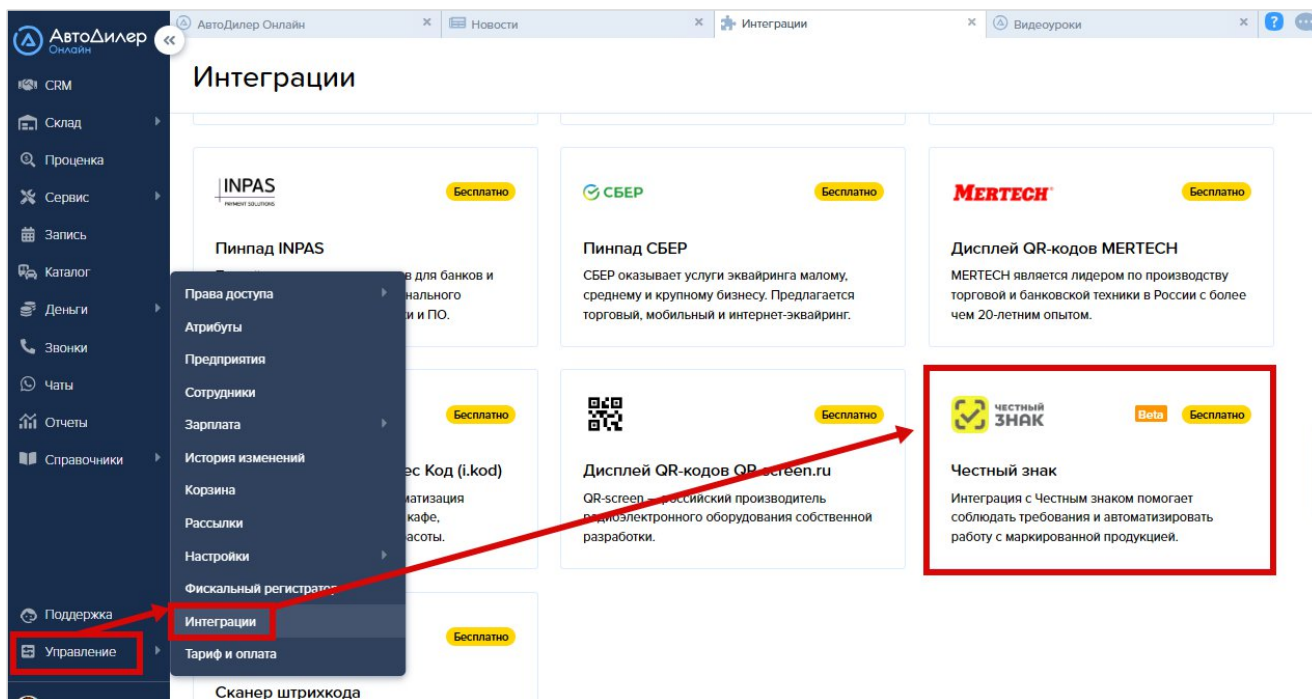 АвтоДилер
Онлайн
АвтоДилер Онлайн
Новости
Интеграции
Видеоуроки
Интеграции
CRM
Склад
Проценка
Сервис
Запись
Каталог
Деньги
Звонки
Чаты
Отчеты
Справочники
Поддержка
Управление
Права доступа
Атрибуты
Предприятия
Сотрудники
Зарплата
История изменений
Корзина
Рассылки
Настройки
Фискальный регистратор
Интеграции
Тариф и оплата
INPAS
PAYMENT SOLUTIONS
Бесплатно
Пинпад INPAS
в для банков и
нального
и и ПО.
СБЕР
Бесплатно
Пинпад СБЕР
СБЕР оказывает услуги эквайринга малому,
среднему и крупному бизнесу. Предлагается
торговый, мобильный и интернет-эквайринг.
MERTECH
Бесплатно
Дисплей QR-кодов MERTECH
MERTECH является лидером по производству
торговой и банковской техники в России с более
чем 20-летним опытом.
Бесплатно
ес Код (i.kod)
матизация
кафе,
асоты.
Бесплатно
Дисплей QR-кодов QR-screen.ru
QR-screen — российский производитель
радиоэлектронного оборудования собственной
разработки.
ЧЕСТНЫЙ
ЗНАК
Beta
Бесплатно
Честный знак
Интеграция с Честным знаком помогает
соблюдать требования и автоматизировать
работу с маркированной продукцией.
Бесплатно
Сканер штрихкода